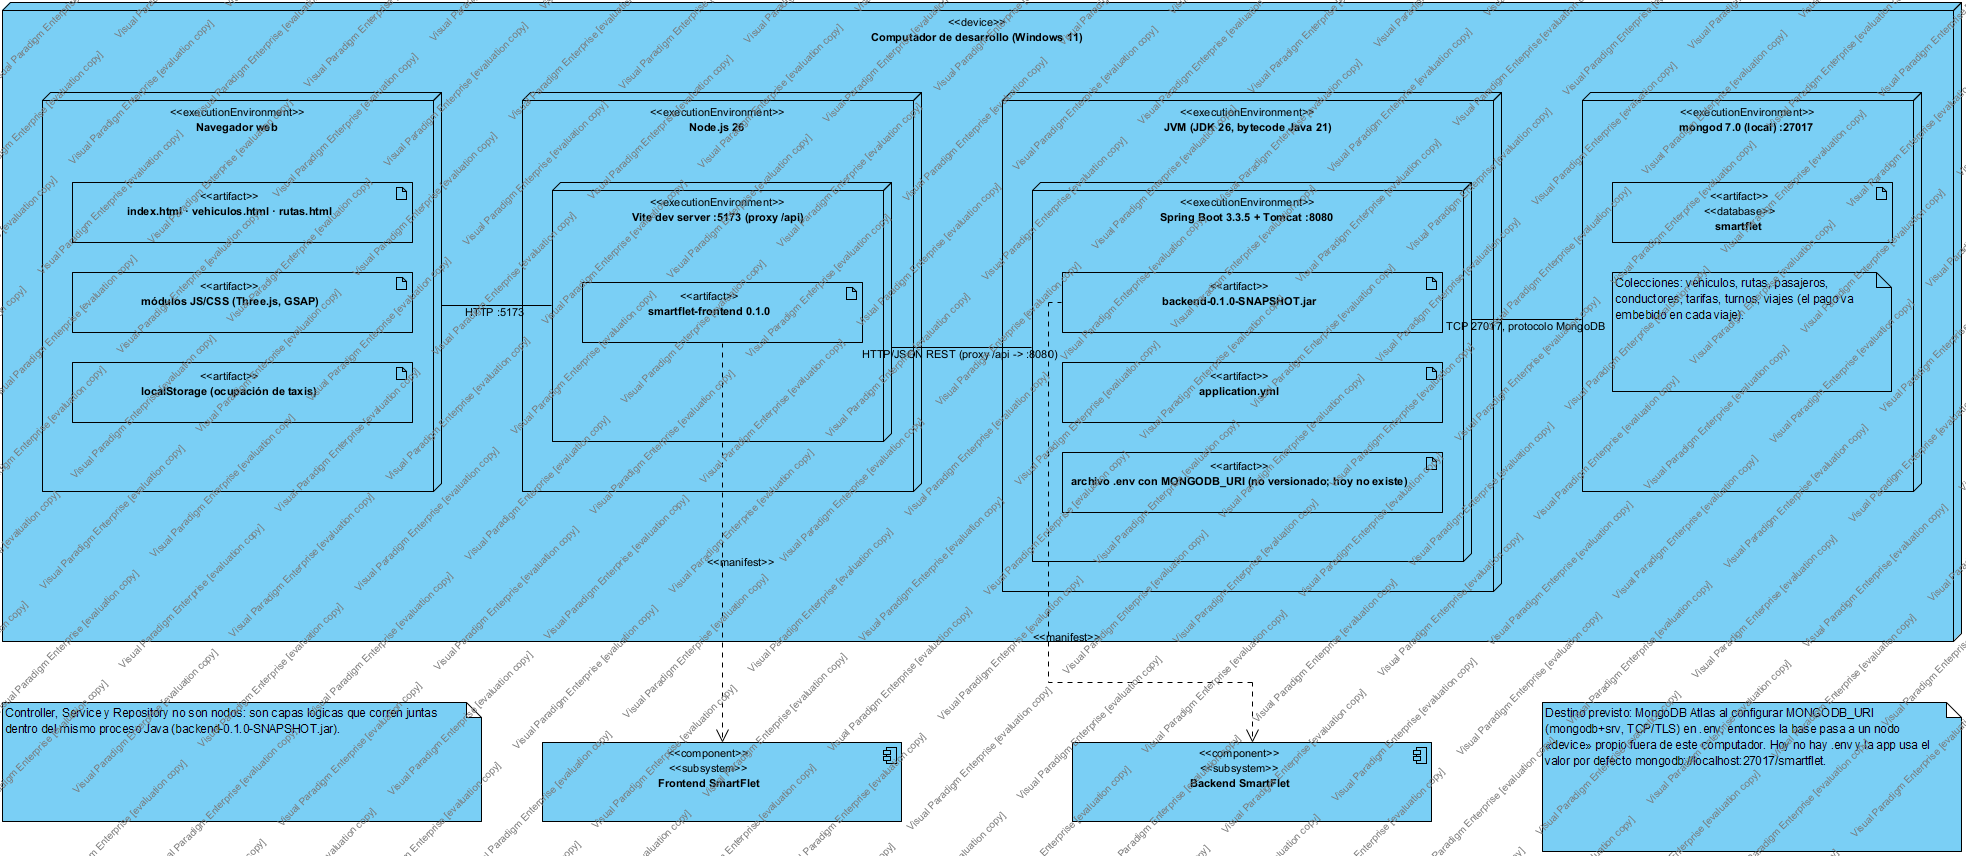 <<device>>
Computador de desarrollo (Windows 11)
<<executionEnvironment>>
Navegador web
<<artifact>>
index.html · vehiculos.html · rutas.html
<<artifact>>
módulos JS/CSS (Three.js, GSAP)
<<artifact>>
localStorage (ocupación de taxis)
HTTP :5173
<<executionEnvironment>>
Node.js 26
<<executionEnvironment>>
Vite dev server :5173 (proxy /api)
<<artifact>>
smartflet-frontend 0.1.0
HTTP/JSON REST (proxy /api -> :8080)
<<executionEnvironment>>
JVM (JDK 26, bytecode Java 21)
<<executionEnvironment>>
Spring Boot 3.3.5 + Tomcat :8080
<<artifact>>
backend-0.1.0-SNAPSHOT.jar
<<artifact>>
application.yml
<<artifact>>
archivo .env con MONGODB_URI (no versionado; hoy no existe)
TCP 27017, protocolo MongoDB
<<executionEnvironment>>
mongod 7.0 (local) :27017
<<artifact>>
<<database>>
smartflet
Colecciones: vehiculos, rutas, pasajeros,
conductores, tarifas, turnos, viajes (el pago va
embebido en cada viaje).
<<manifest>>
<<manifest>>
Controller, Service y Repository no son nodos: son capas lógicas que corren juntas
dentro del mismo proceso Java (backend-0.1.0-SNAPSHOT.jar).
<<component>>
<<subsystem>>
Frontend SmartFlet
<<component>>
<<subsystem>>
Backend SmartFlet
Destino previsto: MongoDB Atlas al configurar MONGODB_URI
(mongodb+srv, TCP/TLS) en .env; entonces la base pasa a un nodo
«device» propio fuera de este computador. Hoy no hay .env y la app usa el
valor por defecto mongodb://localhost:27017/smartflet.
Visual Paradigm Enterprise [evaluation copy]